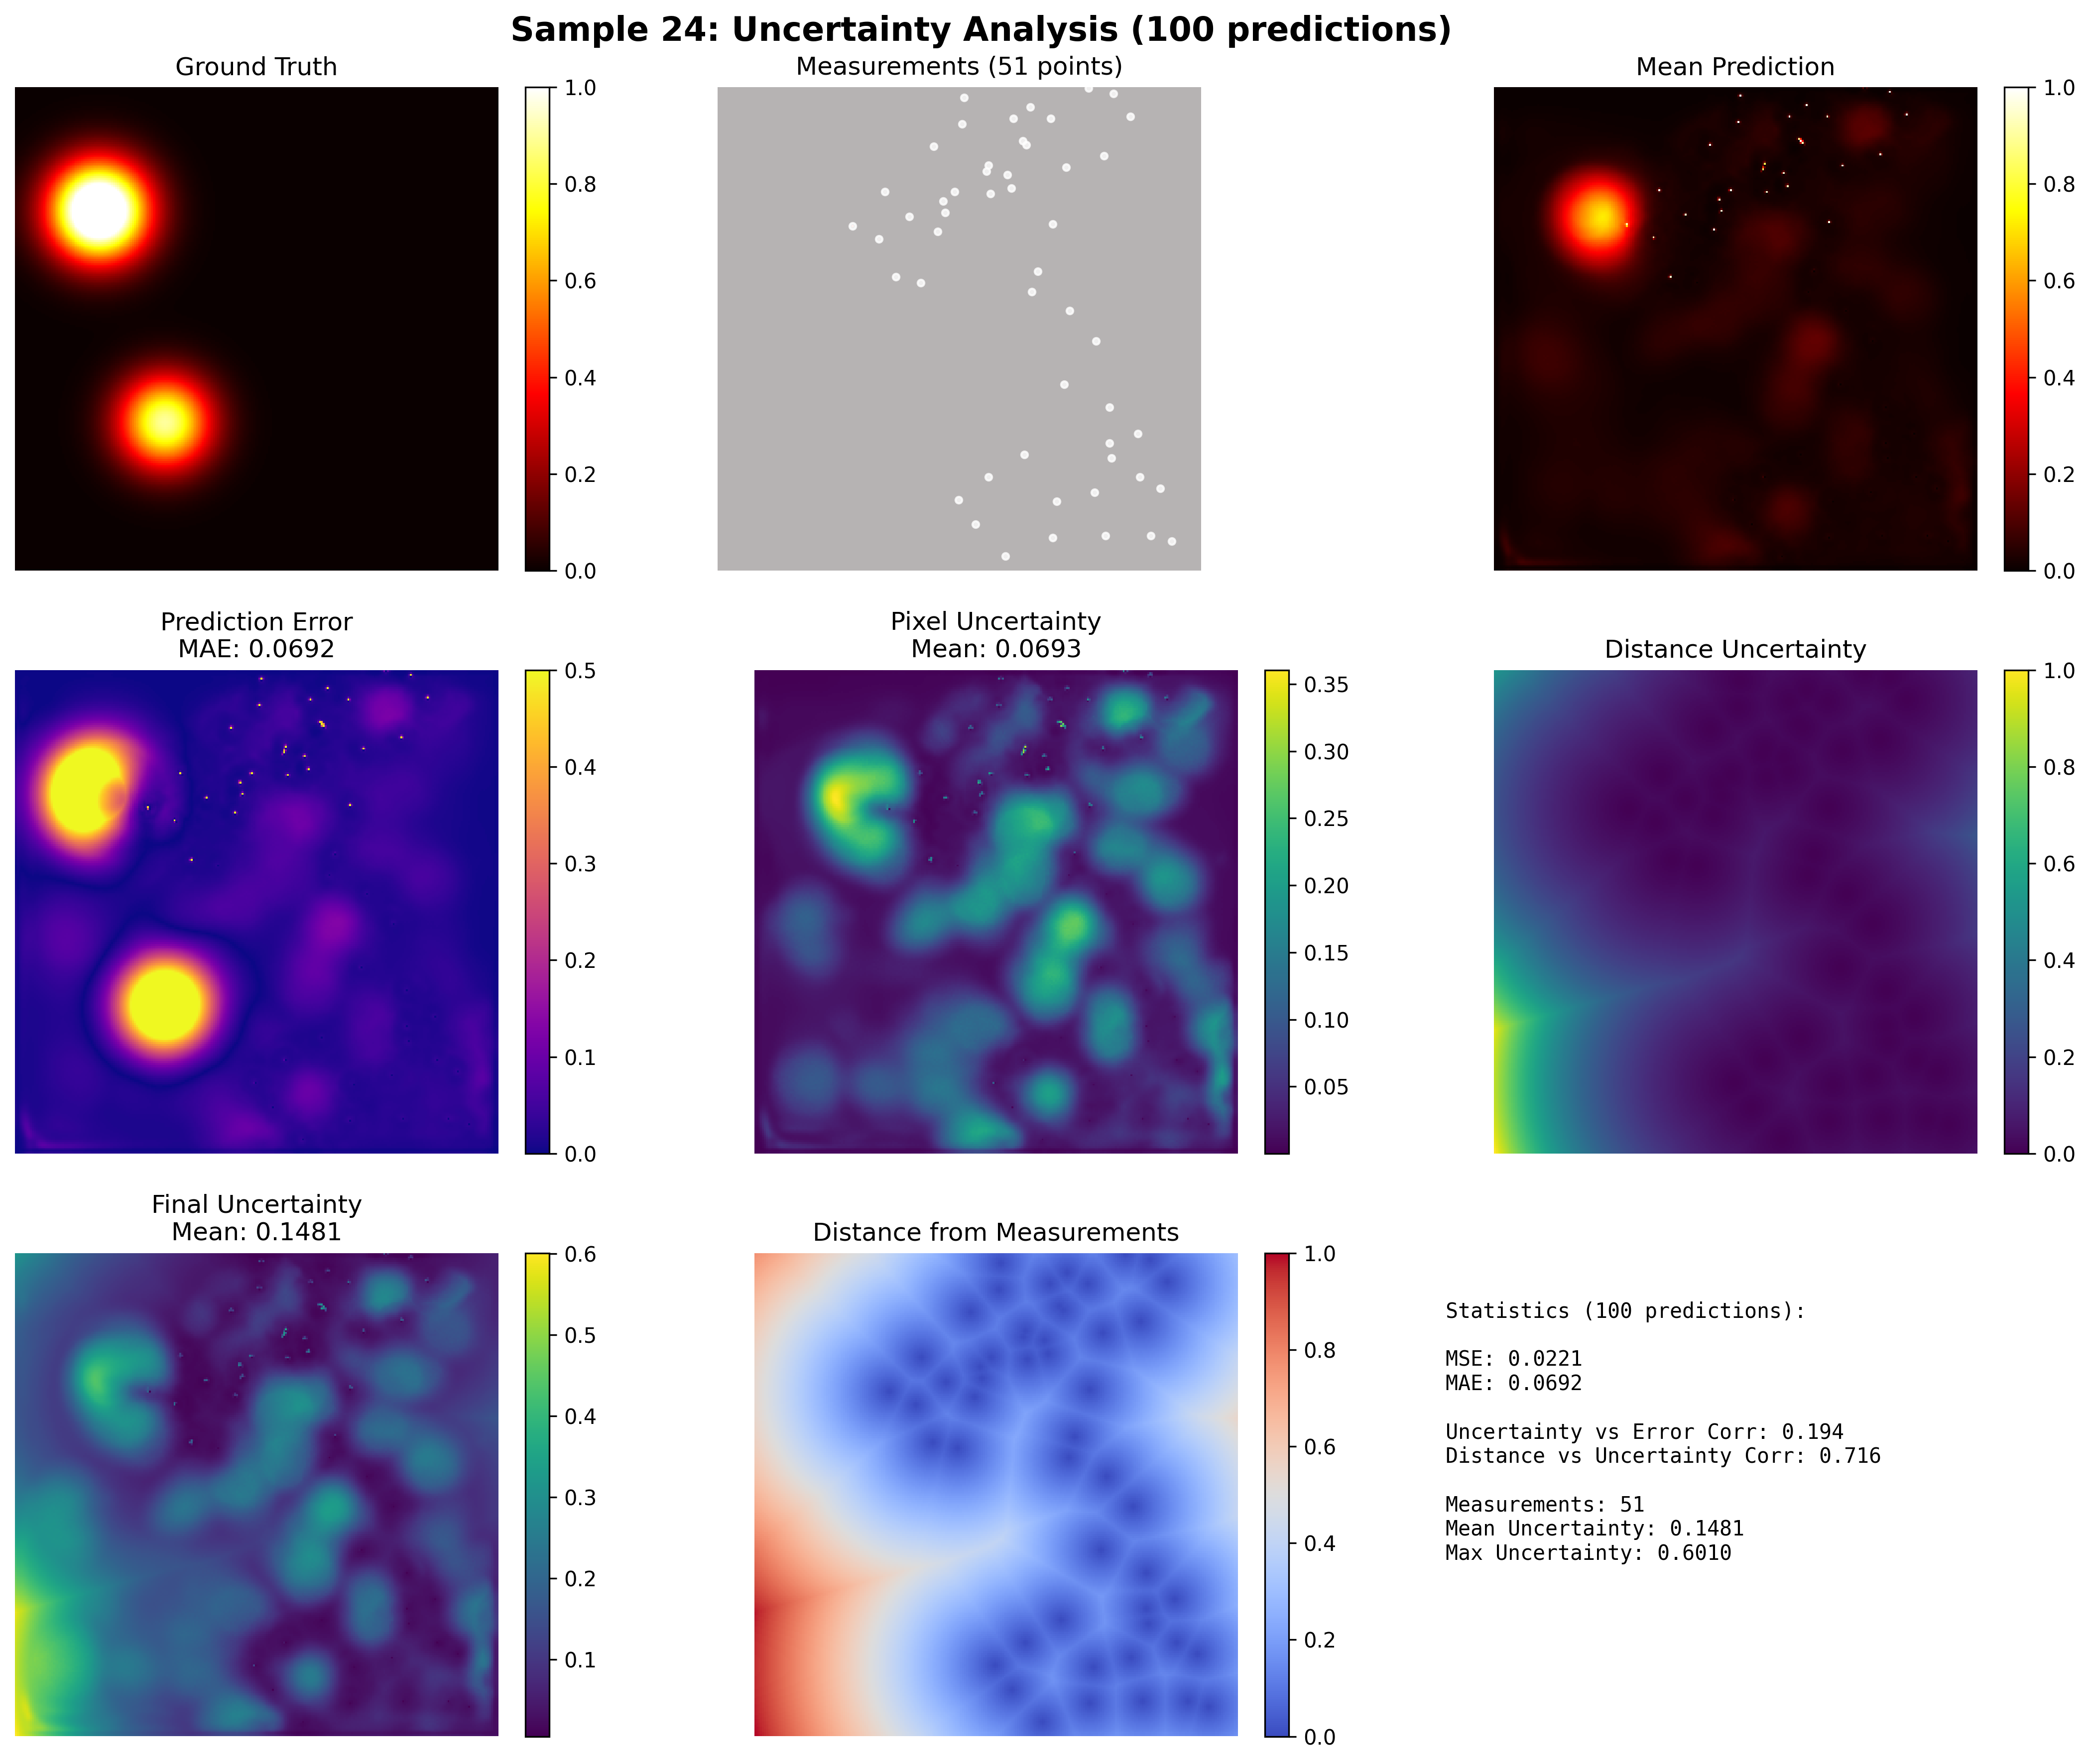 Sample 24: Uncertainty Analysis (100 predictions)
Ground Truth
1.0
0.8
0.6
0.4
0.2
0.0
Measurements (51 points)
Mean Prediction
1.0
0.8
0.6
0.4
0.2
0.0
Prediction Error
MAE: 0.0692
0.5
0.4
0.3
0.2
0.1
0.0
Pixel Uncertainty
Mean: 0.0693
0.35
0.30
0.25
0.20
0.15
0.10
0.05
Distance Uncertainty
1.0
0.8
0.6
0.4
0.2
0.0
Final Uncertainty
Mean: 0.1481
0.6
0.5
0.4
0.3
0.2
0.1
Distance from Measurements
1.0
0.8
0.6
0.4
0.2
0.0
Statistics (100 predictions):
MSE: 0.0221
MAE: 0.0692
Uncertainty vs Error Corr: 0.194
Distance vs Uncertainty Corr: 0.716
Measurements: 51
Mean Uncertainty: 0.1481
Max Uncertainty: 0.6010